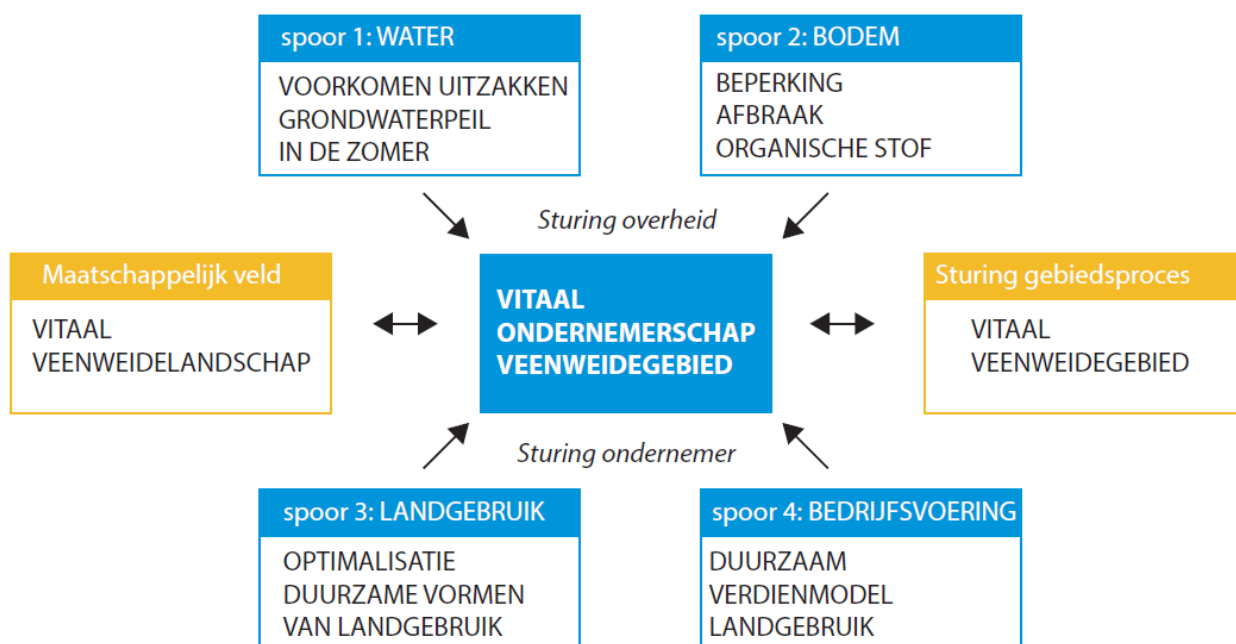 spoor 1: WATER
VOORKOMEN UITZAKKEN
GRONDWATERPEIL
IN DE ZOMER
spoor 2: BODEM
BEPERKING
AFBRAAK
ORGANISCHE STOF
Sturing overheid
Maatschappelijk veld
VITAAL
VEENWEIDELANDSCHAP
VITAAL
ONDERNEMERSCHAP
VEENWEIDEGEBIED
Sturing gebiedsproces
VITAAL
VEENWEIDEGEBIED
Sturing ondernemer
spoor 3: LANDGEBRUIK
OPTIMALISATIE
DUURZAME VORMEN
VAN LANDGEBRUIK
spoor 4: BEDRIJFSVOERING
DUURZAAM
VERDIENMODEL
LANDGEBRUIK